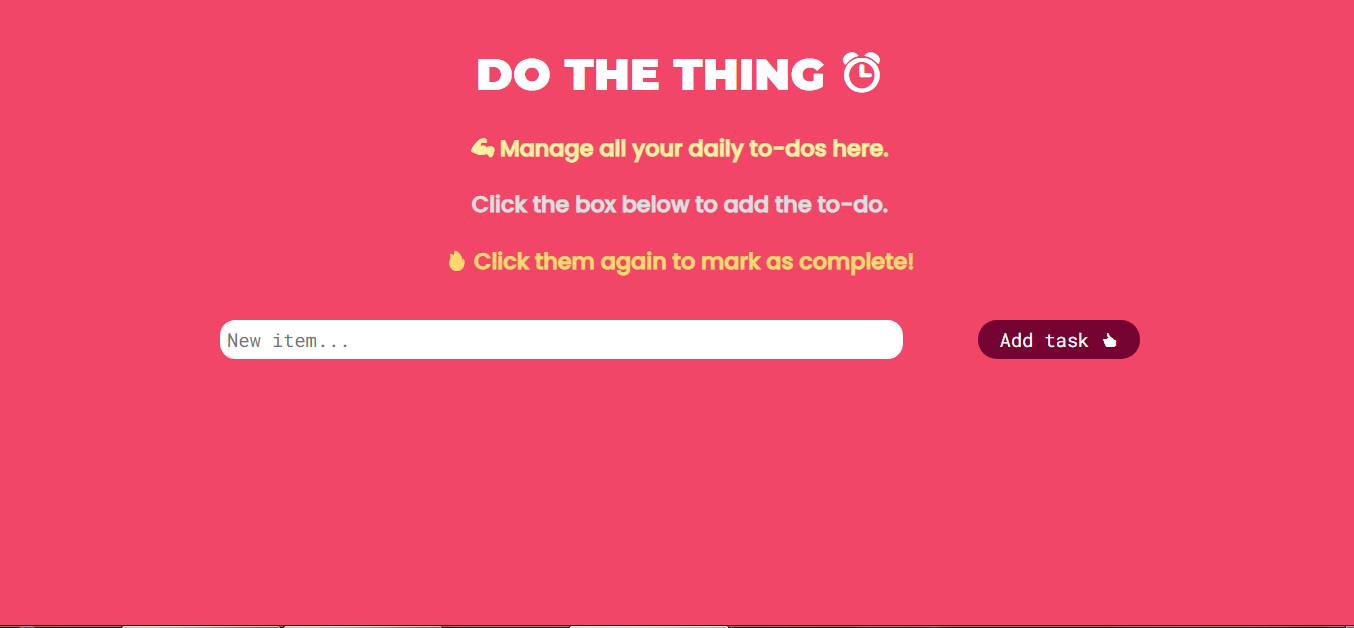 DO THE THING
Manage all your daily to-dos here.
Click the box below to add the to-do.
Click them again to mark as complete!
New item...
Add task